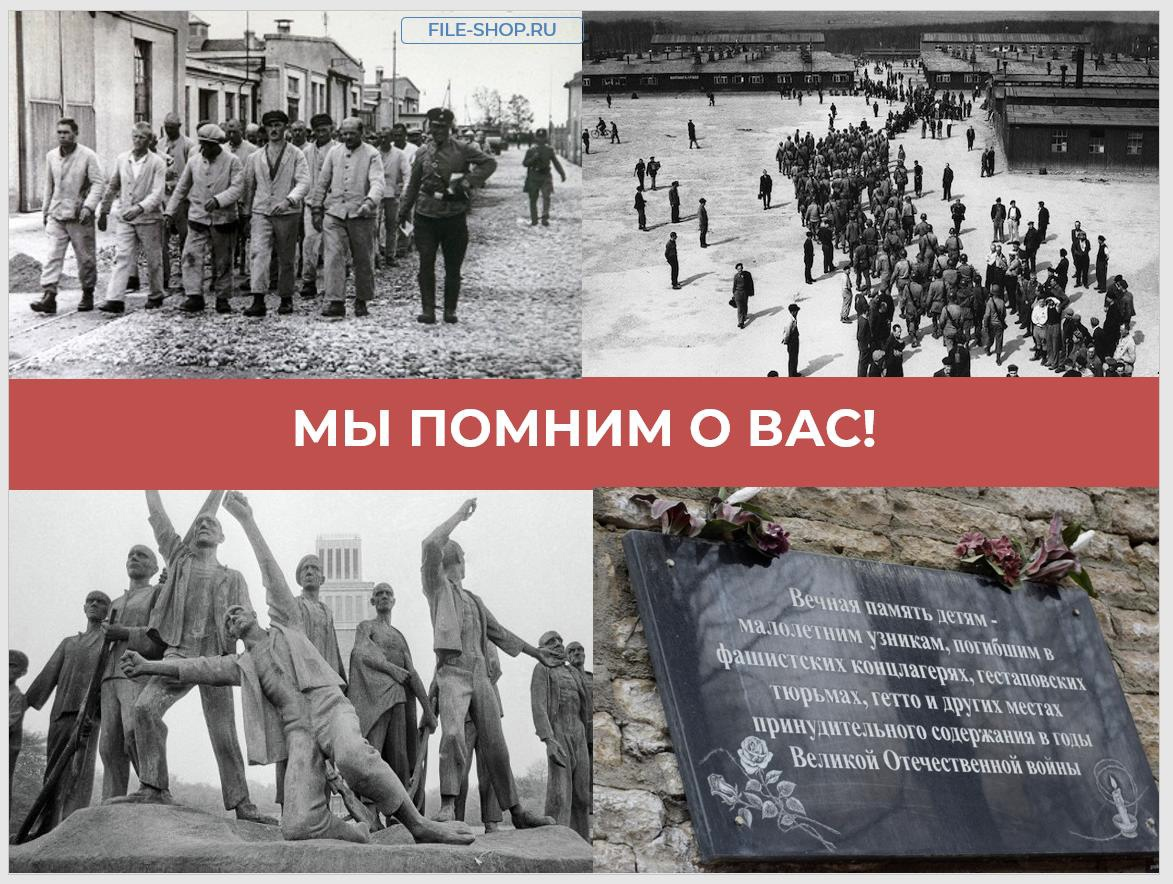 FILE-SHOP.RU
МЫ ПОМНИМ О ВАС!
Вечная память детям -
малолетним узникам, погибшим в
фашистских концлагерях, гестаповских
тюрьмах, гетто и других местах
принудительного содержания в годы
Великой Отечественной войны